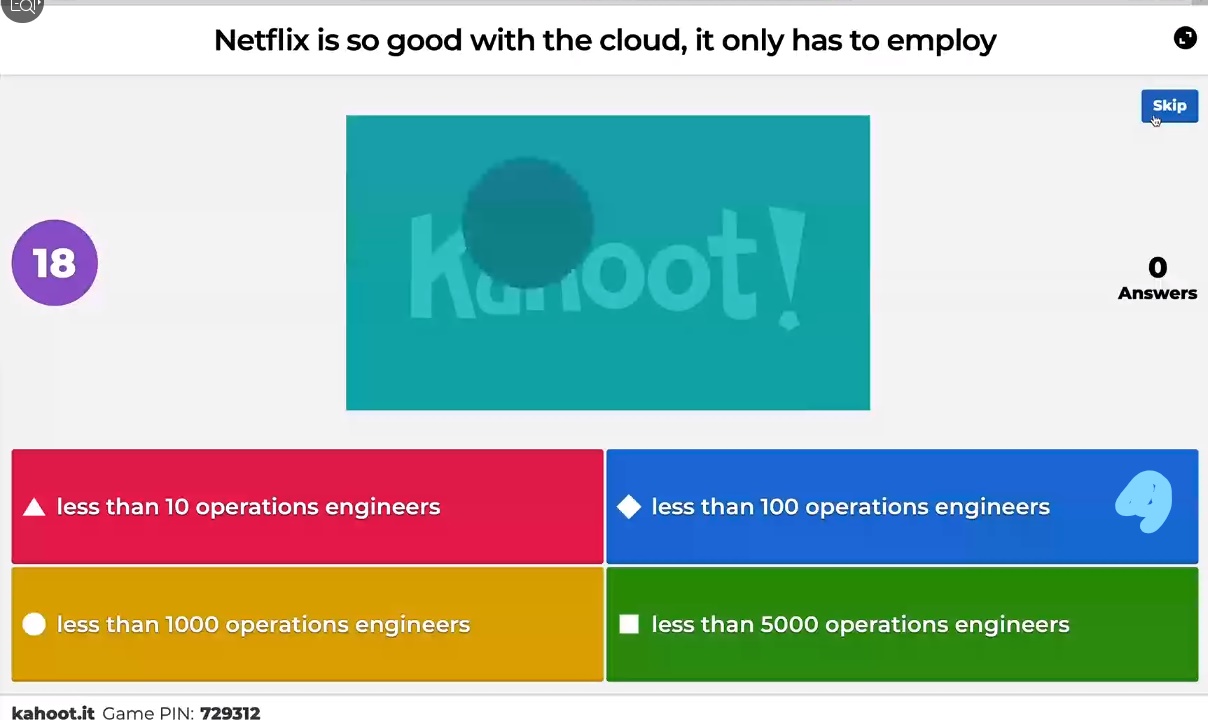 Netflix is so good with the cloud, it only has to employ
Skip
Kahoot!
18
0
Answers
less than 10 operations engineers
less than 100 operations engineers
less than 1000 operations engineers
less than 5000 operations engineers
kahoot.it Game PIN: 729312